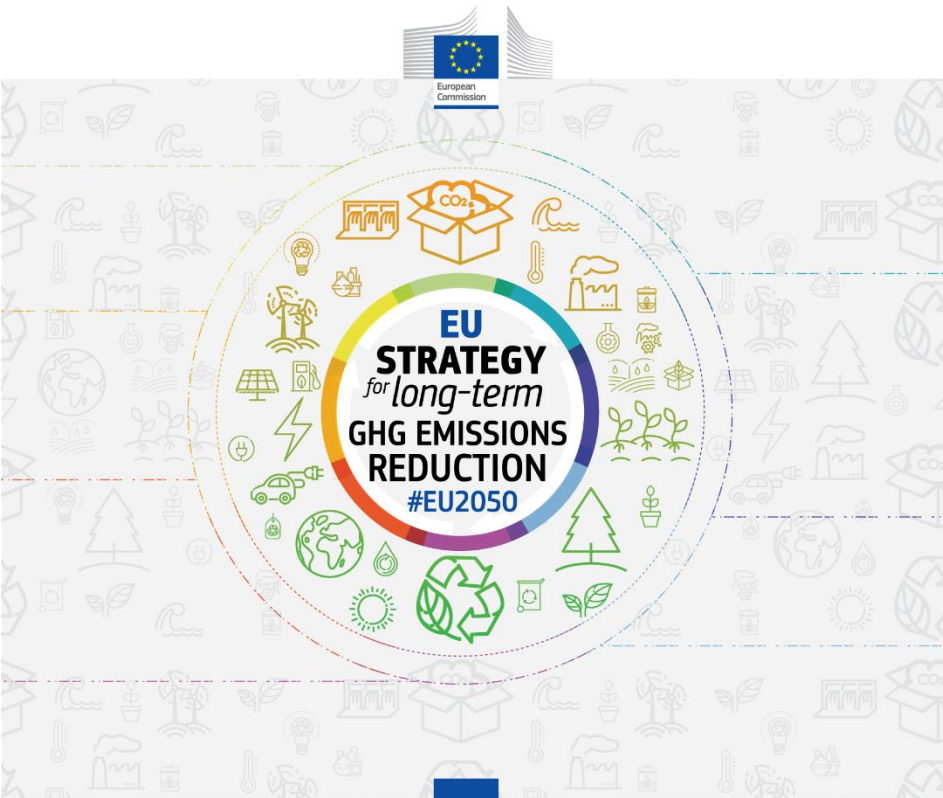 European
Commission
CO₂
EU
STRATEGY
for long-term
GHG EMISSIONS
REDUCTION
#EU2050